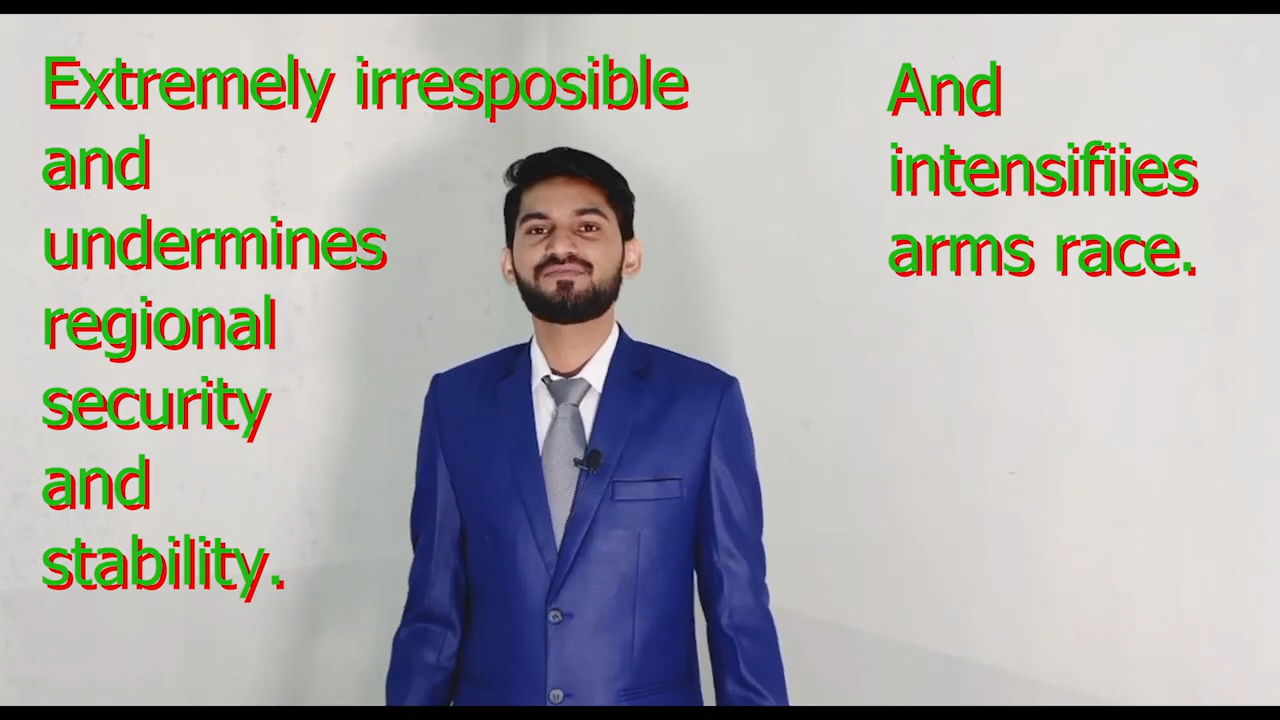 Extremely irresposible
and
undermines
regional
security
and
stability.
And
intensifiies
arms race.